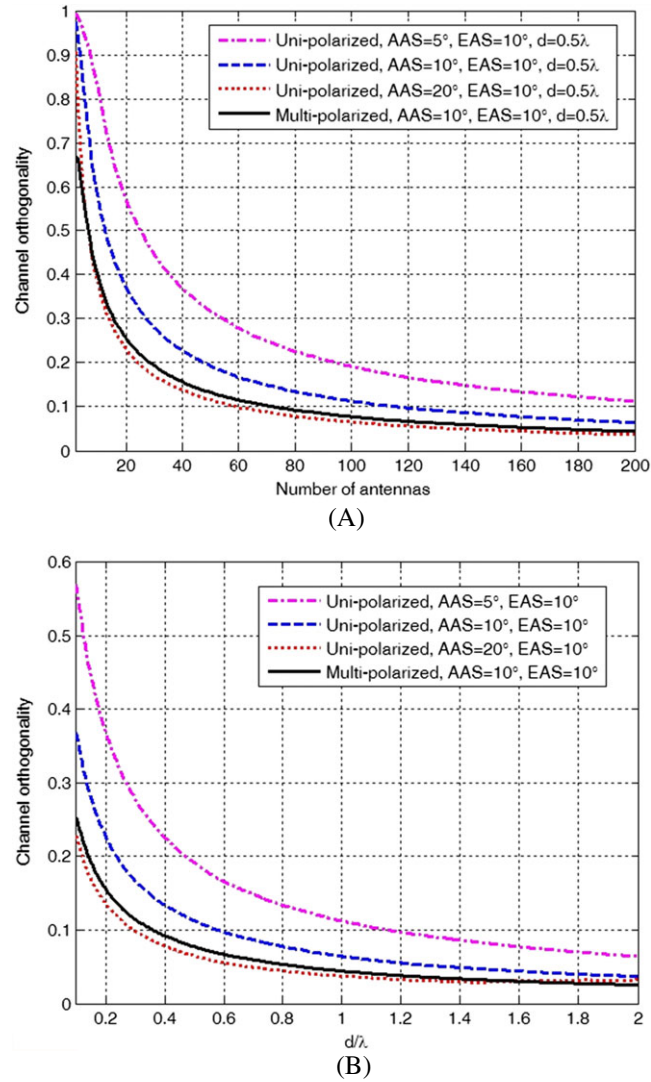 1
0.9
0.8
0.7
0.6
0.5
0.4
0.3
0.2
0.1
0
Channel orthogonality
Uni-polarized, AAS=5°, EAS=10°, d=0.5λ
Uni-polarized, AAS=10°, EAS=10°, d=0.5λ
Uni-polarized, AAS=20°, EAS=10°, d=0.5λ
Multi-polarized, AAS=10°, EAS=10°, d=0.5λ
20 40 60 80 100 120 140 160 180 200
Number of antennas
(A)
0.6
0.5
0.4
0.3
0.2
0.1
0
Channel orthogonality
Uni-polarized, AAS=5°, EAS=10°
Uni-polarized, AAS=10°, EAS=10°
Uni-polarized, AAS=20°, EAS=10°
Multi-polarized, AAS=10°, EAS=10°
0.2 0.4 0.6 0.8 1 1.2 1.4 1.6 1.8 2
d/λ
(B)